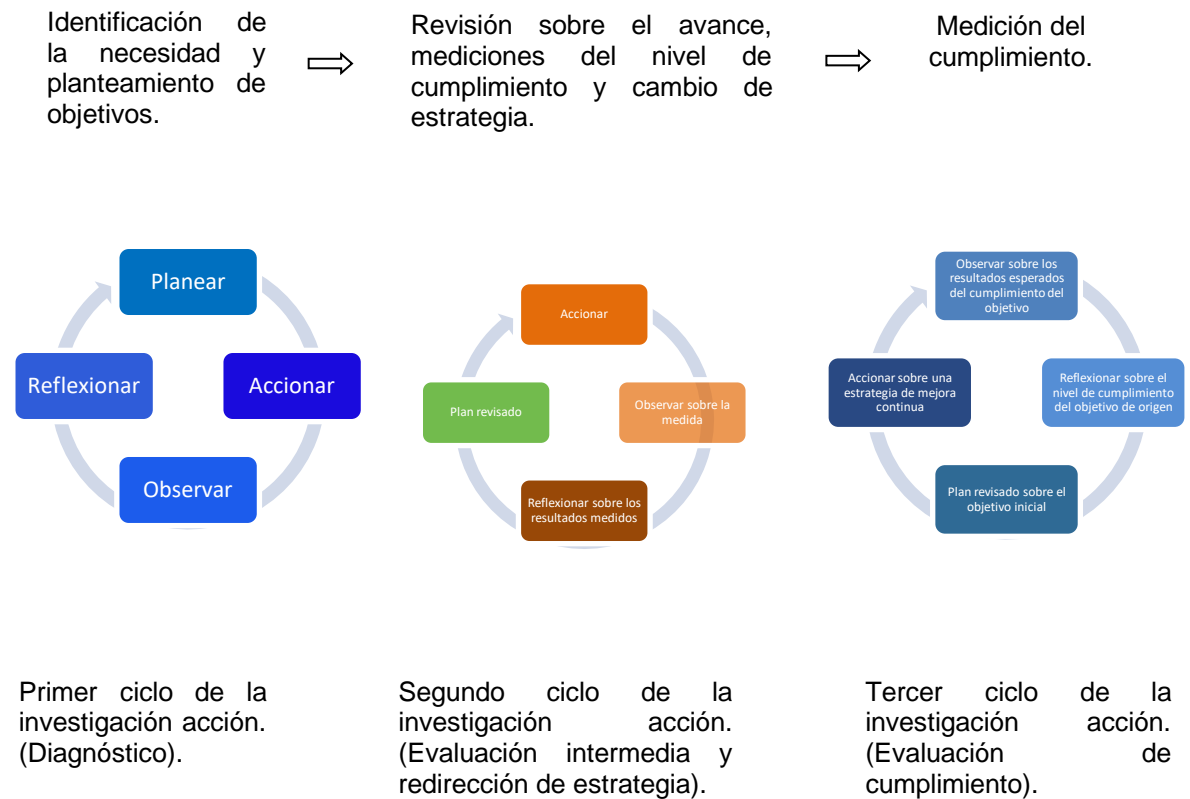 Identificación de
la necesidad y
planteamiento de
objetivos.
Revisión sobre el avance,
mediciones del nivel de
cumplimiento y cambio de
estrategia.
Medición del
cumplimiento.
Planear
Accionar
Observar
Reflexionar
Accionar
Observar sobre la
medida
Reflexionar sobre los
resultados medidos
Plan revisado
Observar sobre los
resultados esperados
del cumplimiento del
objetivo
Reflexionar sobre el
nivel de cumplimiento
del objetivo de origen
Plan revisado sobre el
objetivo inicial
Accionar sobre una
estrategia de mejora
continua
Primer ciclo de la
investigación acción.
(Diagnóstico).
Segundo ciclo de la
investigación acción.
(Evaluación intermedia y
redirección de estrategia).
Tercer ciclo de la
investigación acción.
(Evaluación de
cumplimiento).